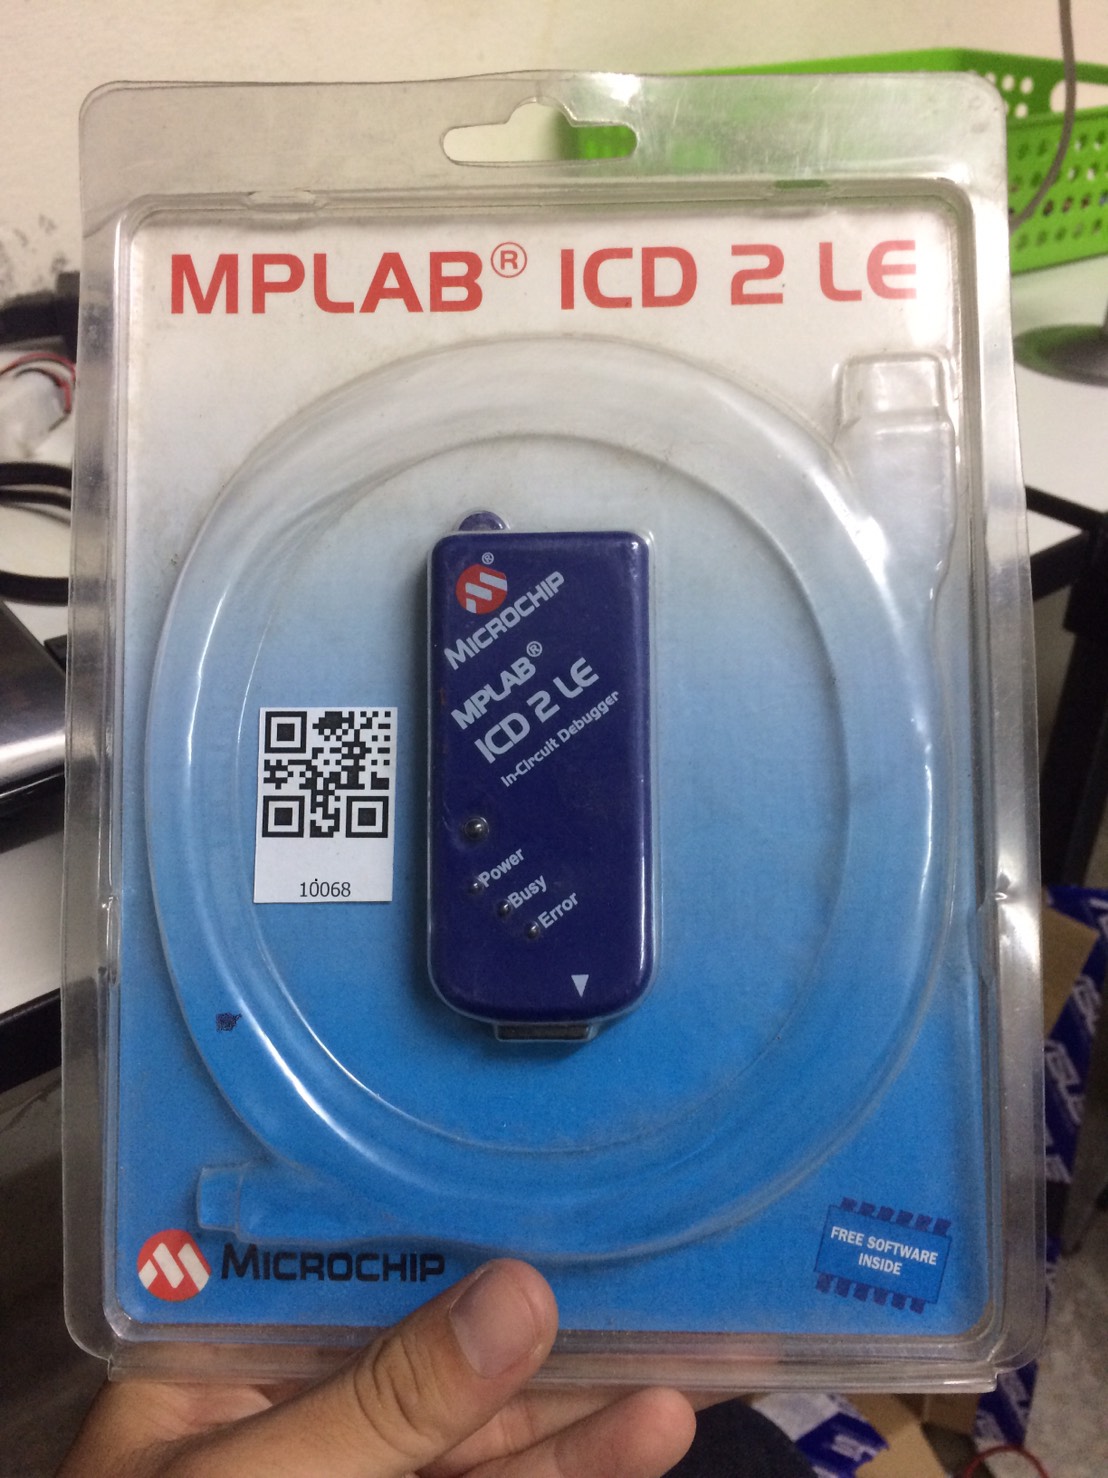 MPLAB® ICD 2 LE
MICROCHIP®
MPLAB®
ICD 2 LE
In-Circuit Debugger
Power
Busy
Error
10068
MICROCHIP
FREE SOFTWARE
INSIDE